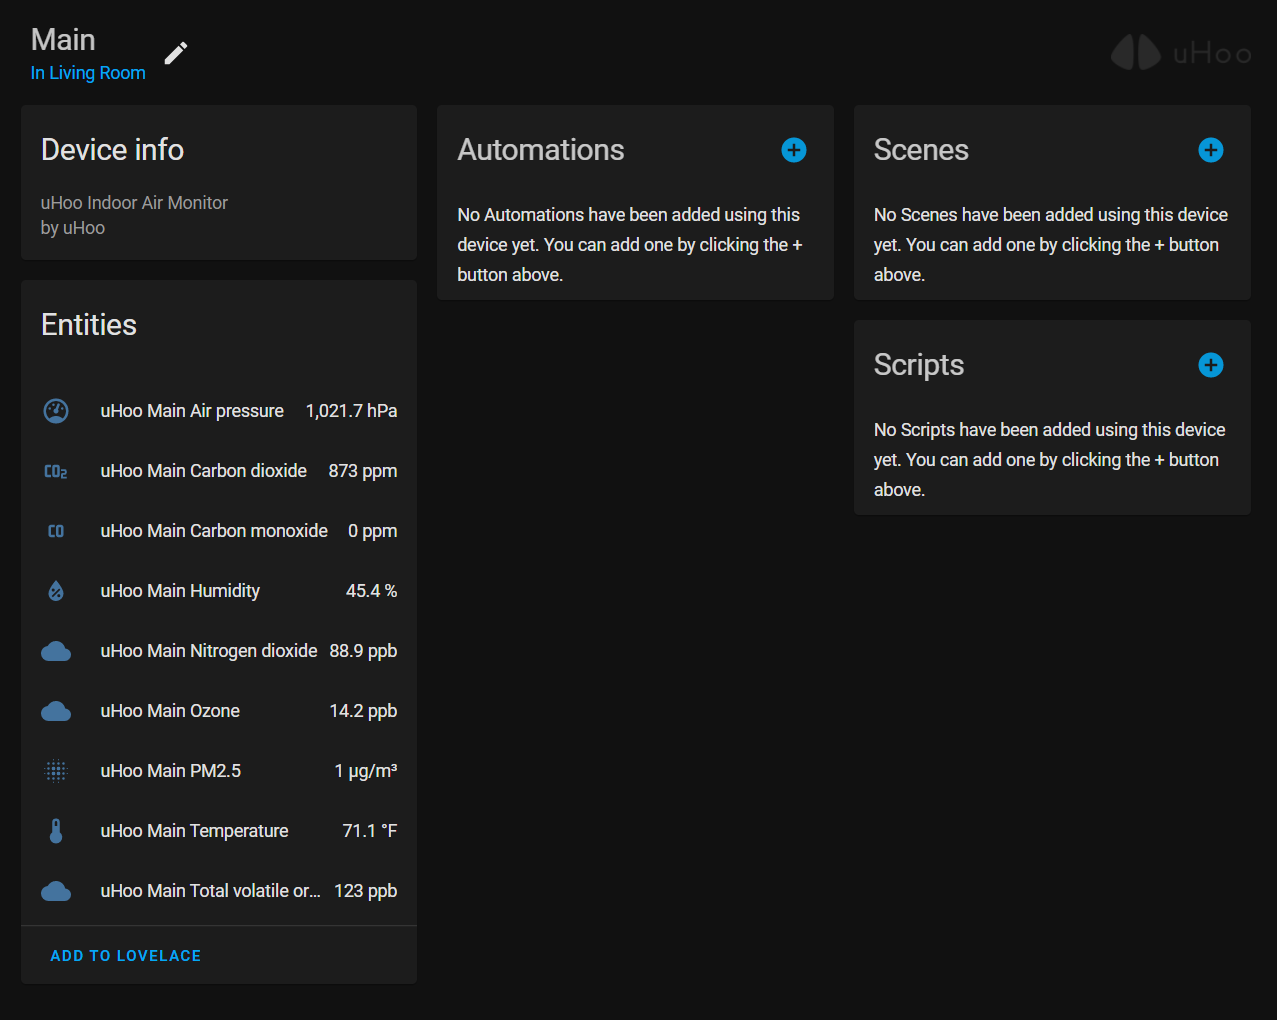 Main
In Living Room
uHoo
Device info
uHoo Indoor Air Monitor
by uHoo
Entities
uHoo Main Air pressure 1,021.7 hPa
CO2 uHoo Main Carbon dioxide 873 ppm
CO uHoo Main Carbon monoxide 0 ppm
uHoo Main Humidity 45.4 %
uHoo Main Nitrogen dioxide 88.9 ppb
uHoo Main Ozone 14.2 ppb
uHoo Main PM2.5 1 µg/m³
uHoo Main Temperature 71.1 °F
uHoo Main Total volatile or... 123 ppb
ADD TO LOVELACE
Automations
No Automations have been added using this
device yet. You can add one by clicking the +
button above.
Scenes
No Scenes have been added using this device
yet. You can add one by clicking the + button
above.
Scripts
No Scripts have been added using this device
yet. You can add one by clicking the + button
above.